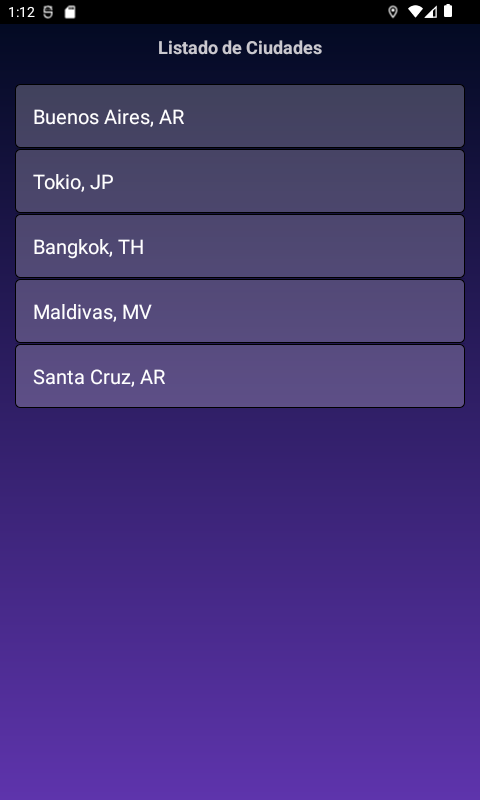 1:12
Listado de Ciudades
Buenos Aires, AR
Tokio, JP
Bangkok, TH
Maldivas, MV
Santa Cruz, AR